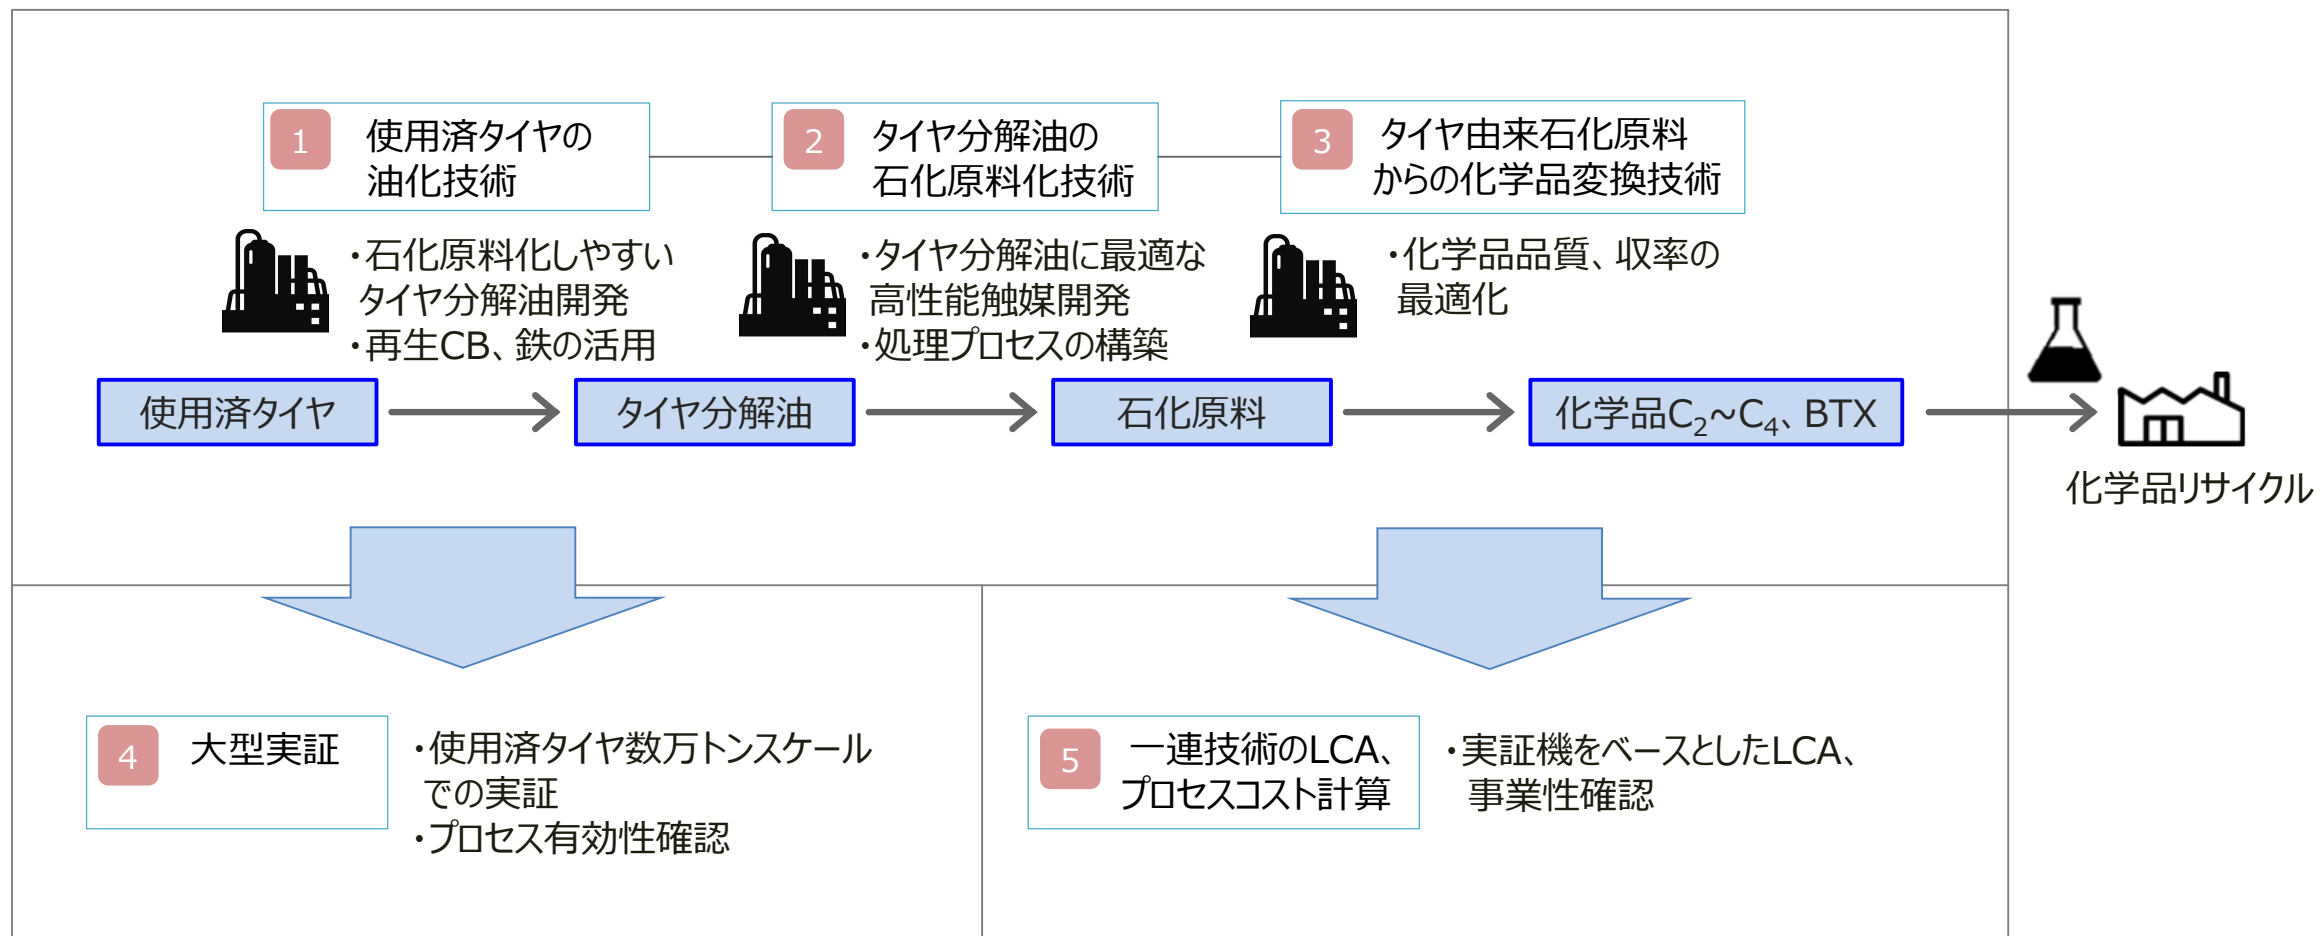 1
使用済タイヤの
油化技術
2
タイヤ分解油の
石化原料化技術
3
タイヤ由来石化原料
からの化学品変換技術
・石化原料化しやすい
タイヤ分解油開発
・再生CB、鉄の活用
・タイヤ分解油に最適な
高性能触媒開発
・処理プロセスの構築
・化学品品質、収率の
最適化
使用済タイヤ
タイヤ分解油
石化原料
化学品C₂~C₄、BTX
化学品リサイクル
4
大型実証
・使用済タイヤ数万トンスケール
での実証
・プロセス有効性確認
5
一連技術のLCA、
プロセスコスト計算
・実証機をベースとしたLCA、
事業性確認